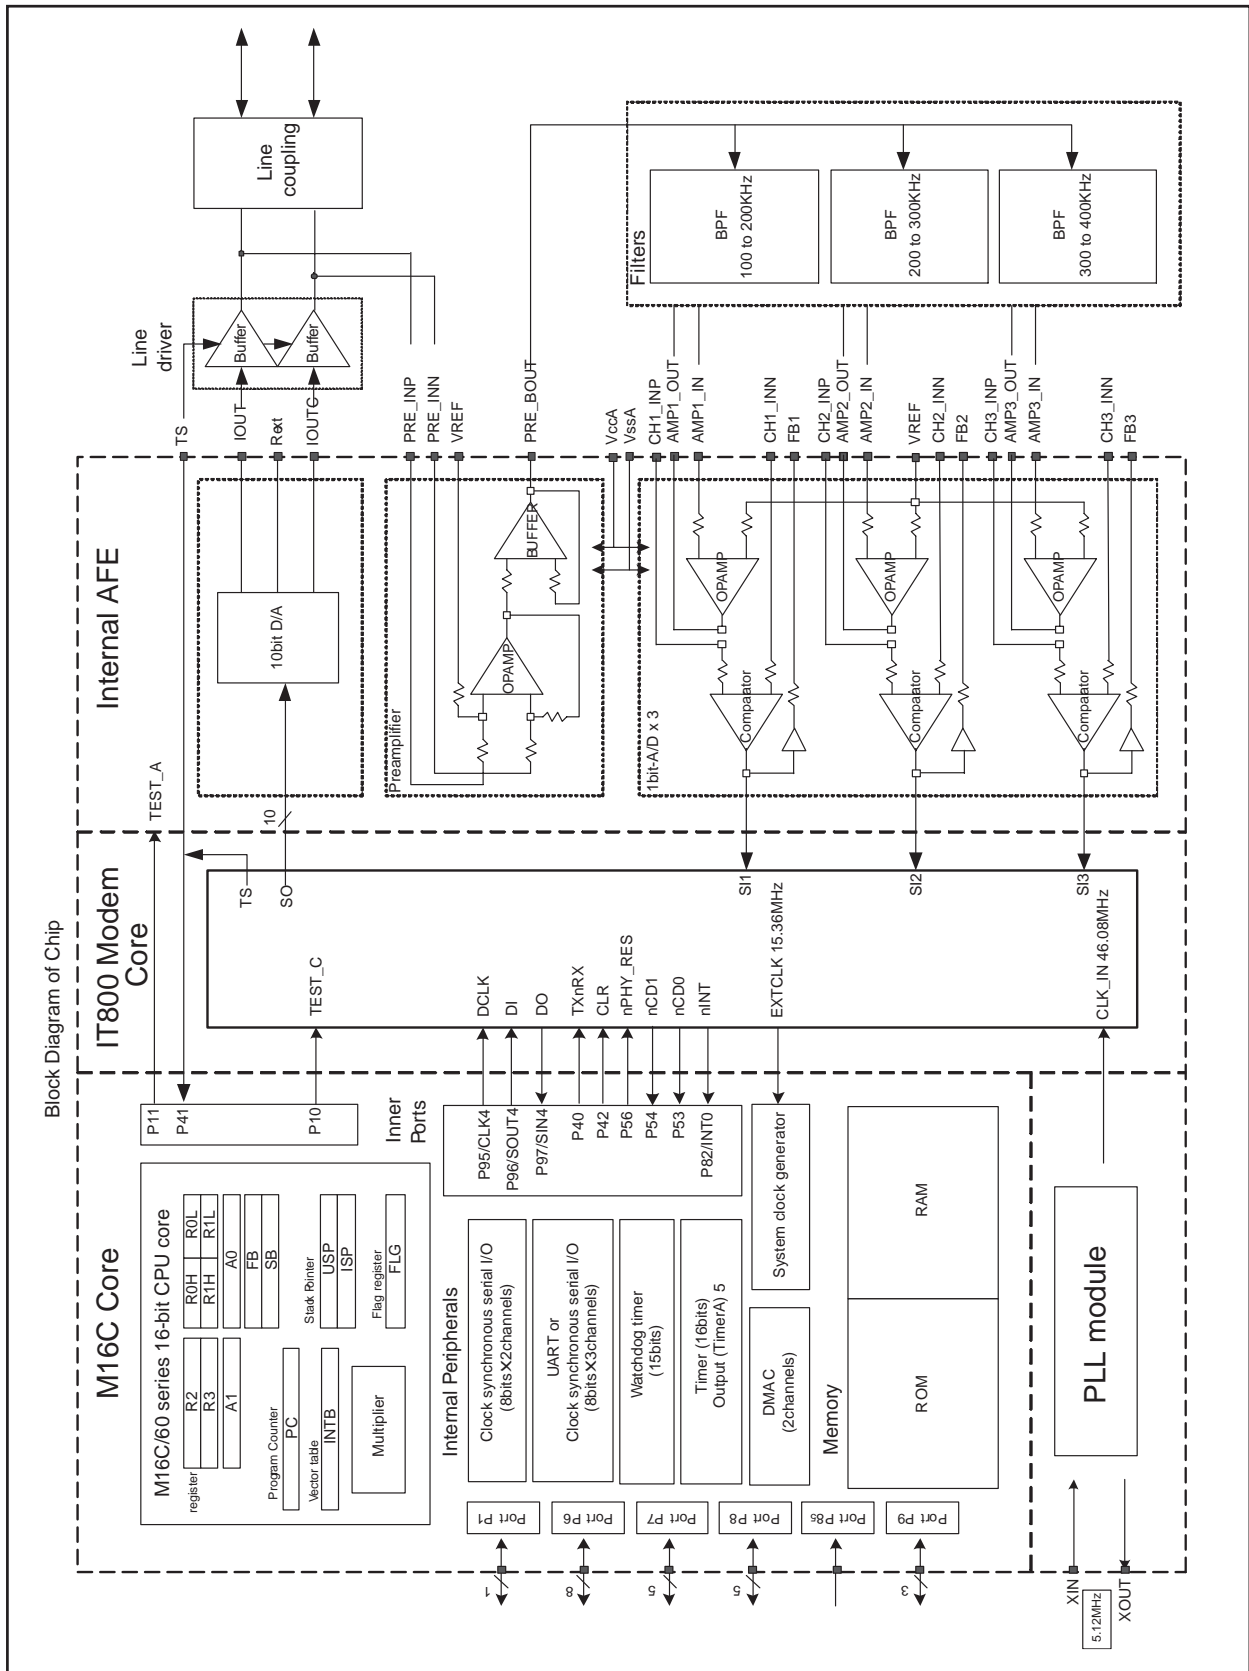 Block Diagram of Chip
M16C Core
IT800 Modem
Core
Internal AFE
M16C/60 series 16-bit CPU core
register
R2
R3
A1
R0H
R0L
R1H
R1L
A0
FB
SB
Program Counter
PC
Vector table
INTB
Stack Pointer
USP
ISP
Flag register
FLG
Multiplier
P11
P41
P10
TEST_A
TEST_C
TS
SO
10
Inner
Ports
P95/CLK4
P96/SOUT4
P97/SIN4
P40
P42
P56
P54
P53
P82/INT0
DCLK
DI
DO
TXnRX
CLR
nPHY_RES
nCD1
nCD0
nINT
EXTCLK 15.36MHz
CLK_IN 46.08MHz
SI1
SI2
SI3
Internal Peripherals
Clock synchronous serial I/O
(8bits X 2channels)
UART or
Clock synchronous serial I/O
(8bits X 3channels)
Watchdog timer
(15bits)
Timer (16bits)
Output (TimerA) 5
DMAC
(2channels)
System clock generator
Memory
ROM
RAM
PLL module
Port P1
Port P6
Port P7
Port P8
Port P85
Port P9
1
8
5
5
3
XIN
5.12MHz
XOUT
10bit D/A
Preamplifier
OPAMP
BUFFER
1bit-A/D x 3
OPAMP
OPAMP
OPAMP
Comparator
Comparator
Comparator
TS
IOUT
Rext
IOUTC
PRE_INP
PRE_INN
VREF
PRE_BOUT
VccA
VssA
CH1_INP
AMP1_OUT
AMP1_IN
CH1_INN
FB1
CH2_INP
AMP2_OUT
AMP2_IN
VREF
CH2_INN
FB2
CH3_INP
AMP3_OUT
AMP3_IN
CH3_INN
FB3
Line
driver
Buffer
Buffer
Line
coupling
Filters
BPF
100 to 200KHz
BPF
200 to 300KHz
BPF
300 to 400KHz